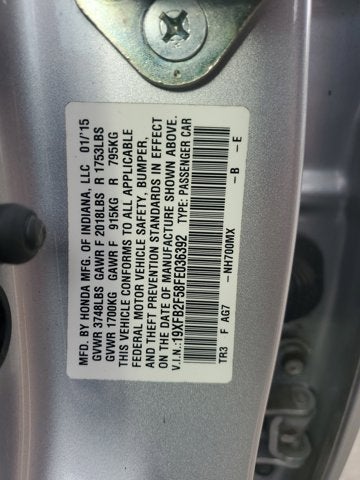 MFD. BY HONDA MFG. OF INDIANA, LLC 01/15
GVWR 3748LBS GAWR F 2018LBS R 1753LBS
GVWR 1700KG GAWR F 915KG R 795KG
THIS VEHICLE CONFORMS TO ALL APPLICABLE
FEDERAL MOTOR VEHICLE SAFETY, BUMPER,
AND THEFT PREVENTION STANDARDS IN EFFECT
ON THE DATE OF MANUFACTURE SHOWN ABOVE.
V.I.N.:19XFB2F58FE036392 TYPE: PASSENGER CAR
TR3 F AG7 -NH700MX -B -E